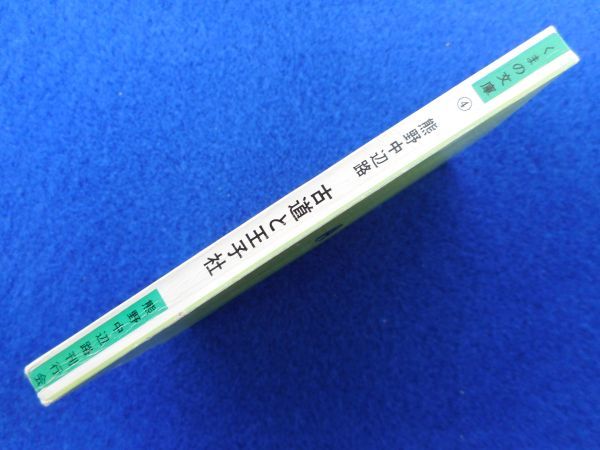 くまの文庫
④
熊野中辺路
古道と王子社
熊野中辺路刊行会